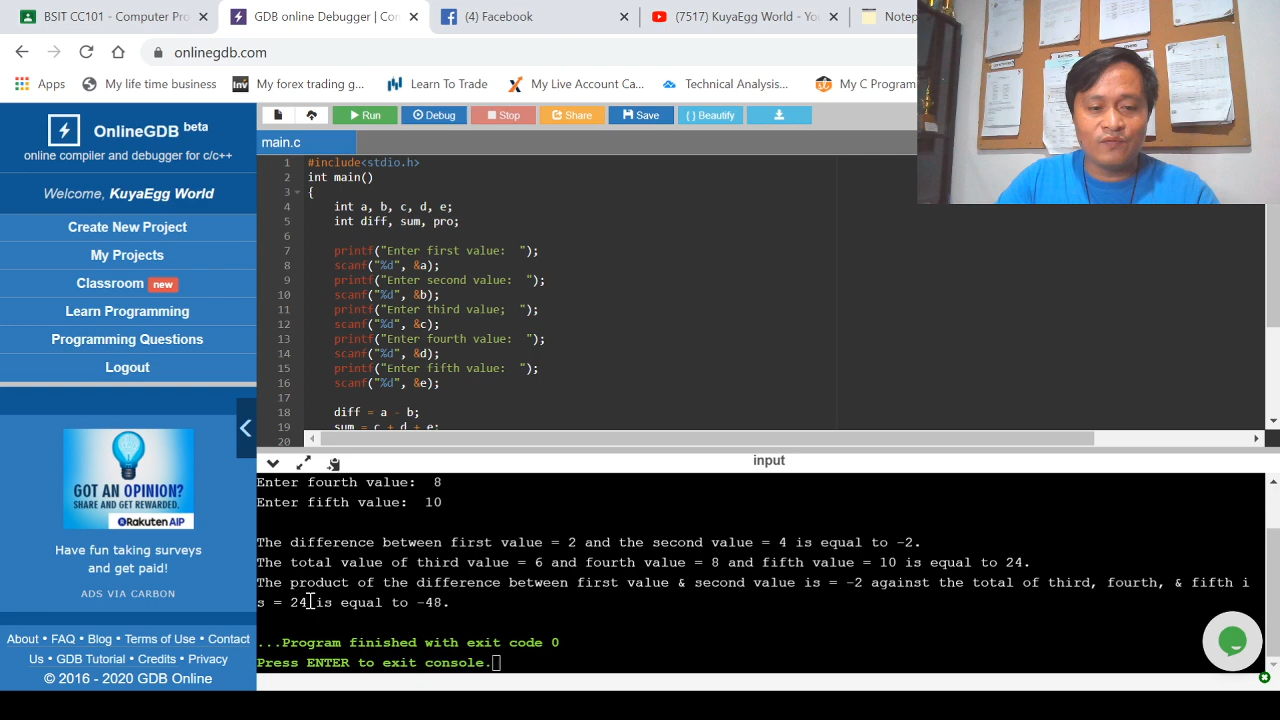 BSIT CC101 - Computer Pro
GDB online Debugger | Con
(4) Facebook
(7517) KuyaEgg World - Yo
Notep
onlinegdb.com
Apps
My life time business
My forex trading g...
Learn To Trade
My Live Account Ca...
Technical Analysis...
My C Program
OnlineGDB beta
online compiler and debugger for c/c++
Welcome, KuyaEgg World
Create New Project
My Projects
Classroom new
Learn Programming
Programming Questions
Logout
GOT AN OPINION?
SHARE AND GET REWARDED.
Rakuten AIP
Have fun taking surveys
and get paid!
ADS VIA CARBON
About • FAQ • Blog • Terms of Use • Contact
Us • GDB Tutorial • Credits • Privacy
© 2016 - 2020 GDB Online
Run
Debug
Stop
Share
Save
{ } Beautify
main.c
1 #include<stdio.h>
2 int main()
3 {
4 int a, b, c, d, e;
5 int diff, sum, pro;
6
7 printf("Enter first value:  ");
8 scanf("%d", &a);
9 printf("Enter second value:  ");
10 scanf("%d", &b);
11 printf("Enter third value;  ");
12 scanf("%d", &c);
13 printf("Enter fourth value:  ");
14 scanf("%d", &d);
15 printf("Enter fifth value:  ");
16 scanf("%d", &e);
17
18 diff = a - b;
19 sum = c + d + e;
20
input
Enter fourth value:  8
Enter fifth value:  10
The difference between first value = 2 and the second value = 4 is equal to -2.
The total value of third value = 6 and fourth value = 8 and fifth value = 10 is equal to 24.
The product of the difference between first value & second value is = -2 against the total of third, fourth, & fifth i
s = 24 is equal to -48.
...Program finished with exit code 0
Press ENTER to exit console.